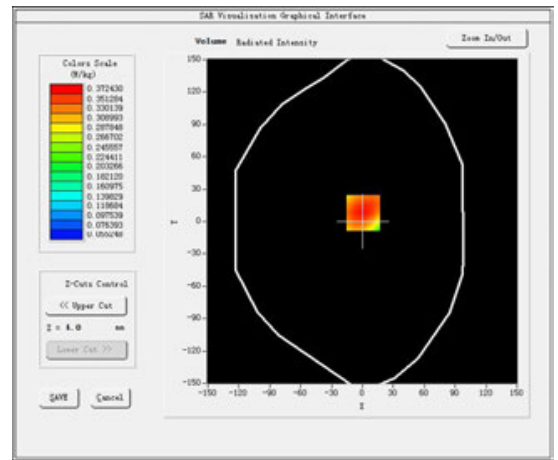 SAR Visualisation Graphical Interface
Volume Radiated Intensity
Zoom In/Out
Colors Scale
(W/kg)
0.372430
0.351284
0.330139
0.308993
0.287848
0.266702
0.245557
0.224411
0.203266
0.182120
0.160975
0.139829
0.118684
0.097539
0.076393
0.055248
150
120
90
60
30
0
-30
-60
-90
-120
-150
Y
-150 -120 -90 -60 -30 0 30 60 90 120 150
X
Z-Cuts Control
<< Upper Cut
Z = 4.0 mm
Lower Cut >>
SAVE Cancel